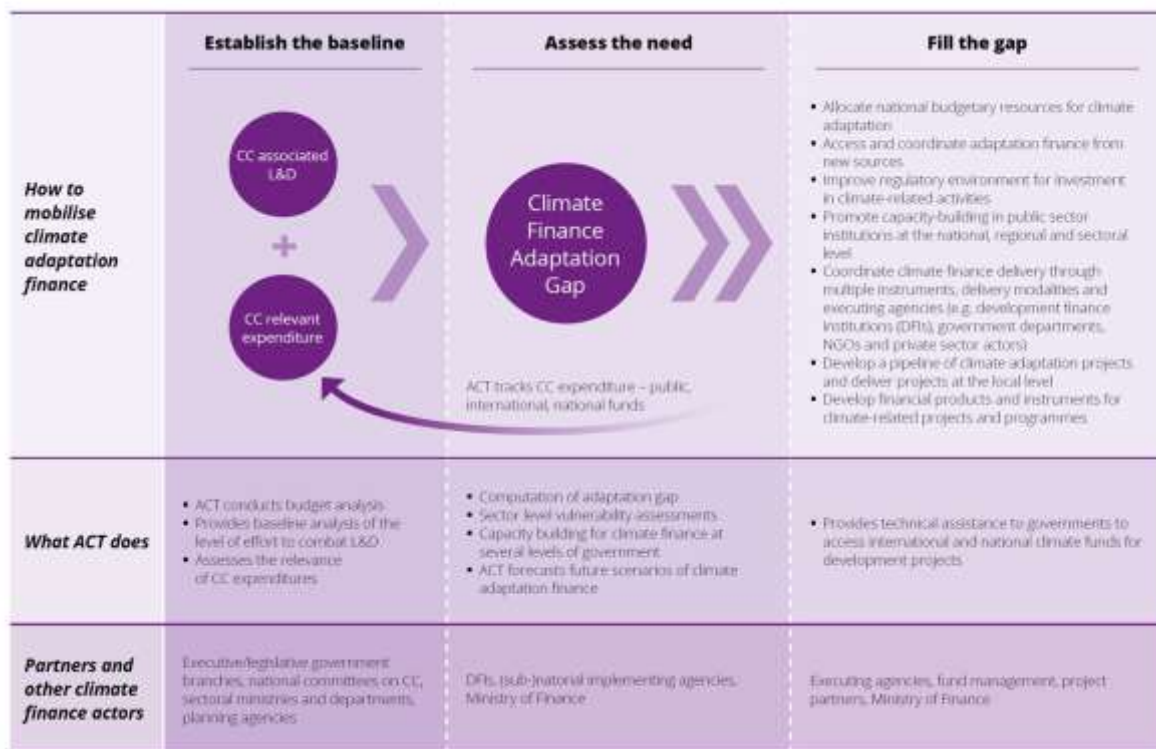 Establish the baseline
Assess the need
Fill the gap
How to
mobilise
climate
adaptation
finance
CC associated
L&D
+
CC relevant
expenditure
Climate
Finance
Adaptation
Gap
ACT tracks CC expenditure – public,
international, national funds
• Allocate national budgetary resources for climate
adaptation
• Access and coordinate adaptation finance from
new sources
• Improve regulatory environment for investment
in climate-related activities
• Promote capacity-building in public sector
institutions at the national, regional and sectoral
level
• Coordinate climate finance delivery through
multiple instruments, delivery modalities and
executing agencies (e.g. development finance
institutions (DFIs), government departments,
NGOs and private sector actors)
• Develop a pipeline of climate adaptation projects
and deliver projects at the local level
• Develop financial products and instruments for
climate-related projects and programmes
What ACT does
• ACT conducts budget analysis
• Provides baseline analysis of the
level of effort to combat L&D
• Assesses the relevance
of CC expenditures
• Computation of adaptation gap
• Sector level vulnerability assessments
• Capacity building for climate finance at
several levels of government
• ACT forecasts future scenarios of climate
adaptation finance
• Provides technical assistance to governments to
access international and national climate funds for
development projects
Partners and
other climate
finance actors
Executive/legislative government
branches, national committees on CC,
sectoral ministries and departments,
planning agencies
DFIs, (sub-)national implementing agencies,
Ministry of Finance
Executing agencies, fund management, project
partners, Ministry of Finance